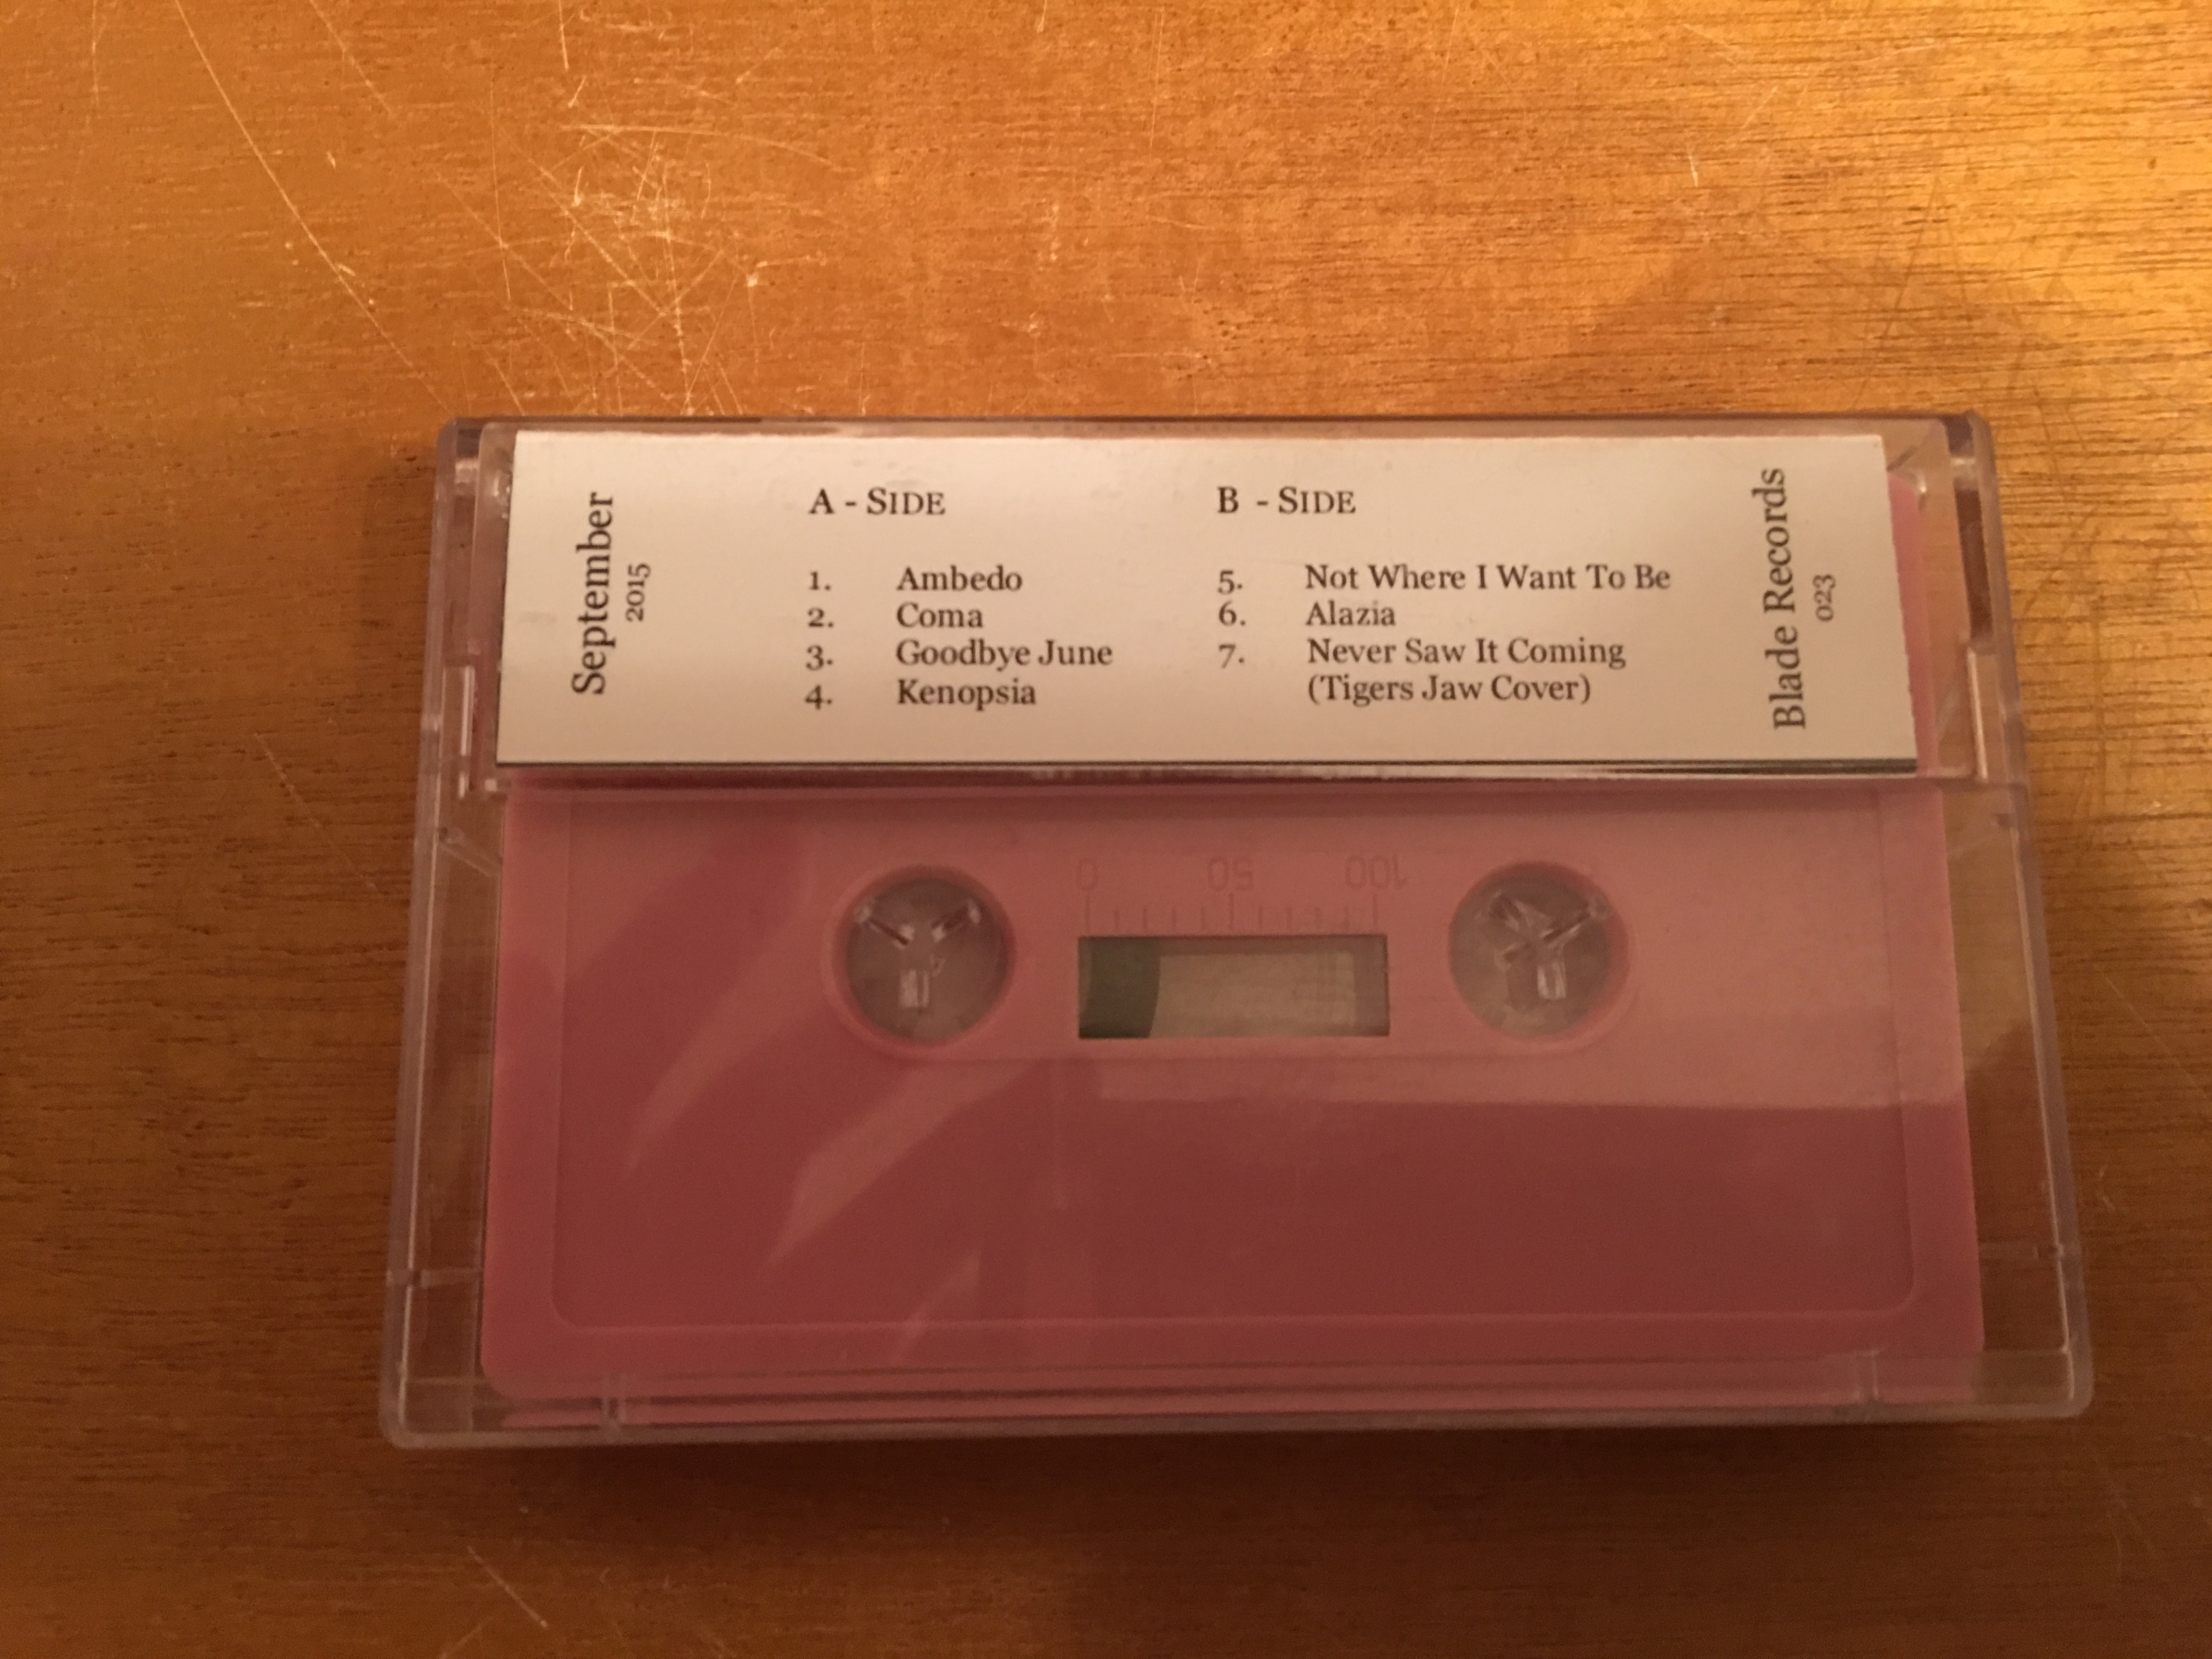 September
2015
A - SIDE
1. Ambedo
2. Coma
3. Goodbye June
4. Kenopsia
B - SIDE
5. Not Where I Want To Be
6. Alazia
7. Never Saw It Coming
(Tigers Jaw Cover)
Blade Records
023
0 50 100